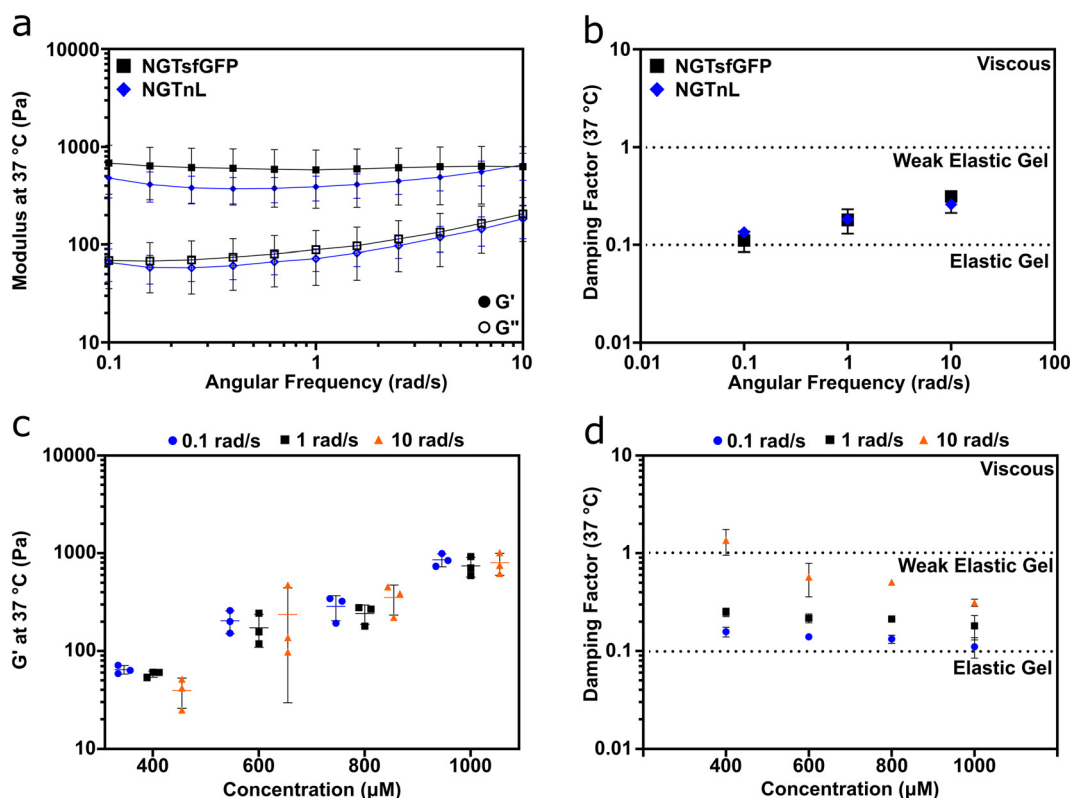 a
10000
1000
100
10
Modulus at 37 °C (Pa)
NGTsfGFP
NGTnL
G'
G"
0.1 1 10
Angular Frequency (rad/s)
b
10
1
0.1
0.01
Damping Factor (37 °C)
NGTsfGFP
NGTnL
Viscous
Weak Elastic Gel
Elastic Gel
0.01 0.1 1 10 100
Angular Frequency (rad/s)
c
0.1 rad/s 1 rad/s 10 rad/s
10000
1000
100
10
G' at 37 °C (Pa)
400 600 800 1000
Concentration (µM)
d
0.1 rad/s 1 rad/s 10 rad/s
10
1
0.1
0.01
Damping Factor (37 °C)
Viscous
Weak Elastic Gel
Elastic Gel
400 600 800 1000
Concentration (µM)